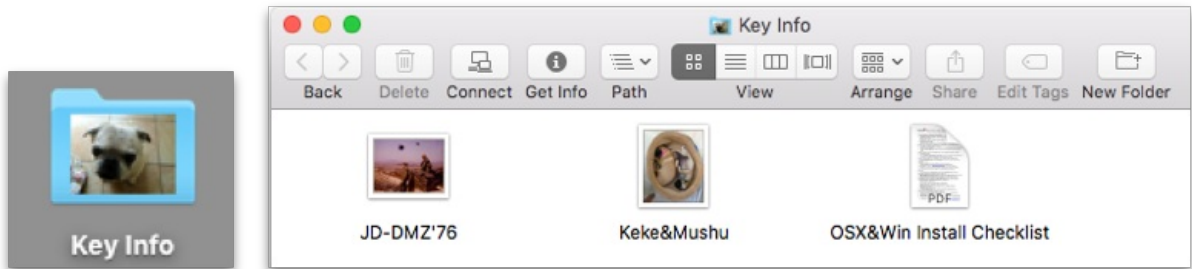 Key Info
Key Info
Back Delete Connect Get Info Path View Arrange Share Edit Tags New Folder
PDF
JD-DMZ'76 Keke&Mushu OSX&Win Install Checklist